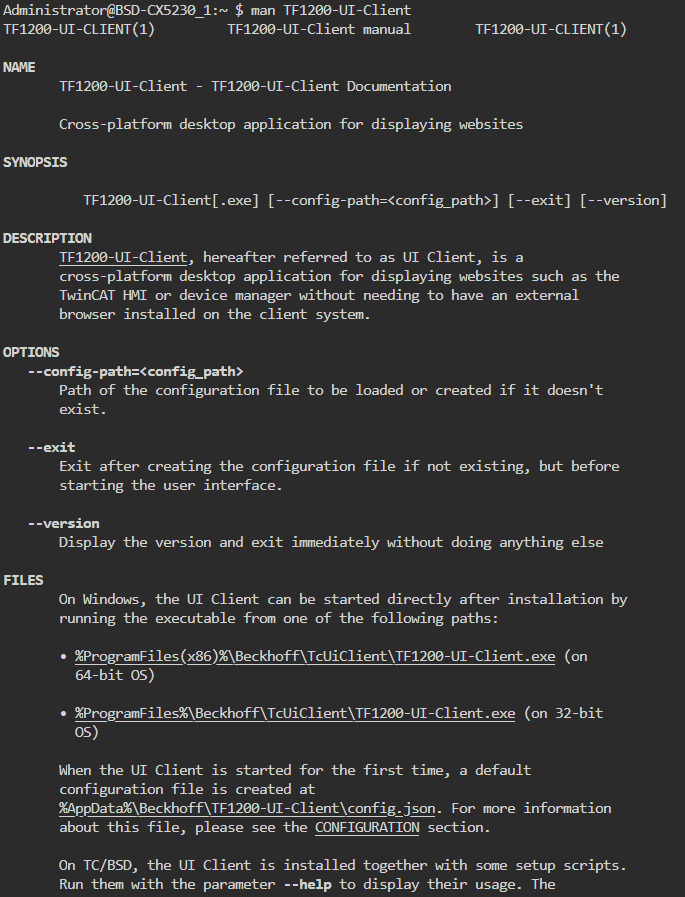 Administrator@BSD-CX5230_1:~ $ man TF1200-UI-Client
TF1200-UI-CLIENT(1) TF1200-UI-Client manual TF1200-UI-CLIENT(1)
NAME
TF1200-UI-Client - TF1200-UI-Client Documentation
Cross-platform desktop application for displaying websites
SYNOPSIS
TF1200-UI-Client[.exe] [--config-path=<config_path>] [--exit] [--version]
DESCRIPTION
TF1200-UI-Client, hereafter referred to as UI Client, is a
cross-platform desktop application for displaying websites such as the
TwinCAT HMI or device manager without needing to have an external
browser installed on the client system.
OPTIONS
--config-path=<config_path>
Path of the configuration file to be loaded or created if it doesn't
exist.
--exit
Exit after creating the configuration file if not existing, but before
starting the user interface.
--version
Display the version and exit immediately without doing anything else
FILES
On Windows, the UI Client can be started directly after installation by
running the executable from one of the following paths:
• %ProgramFiles(x86)%\Beckhoff\TcUiClient\TF1200-UI-Client.exe (on
64-bit OS)
• %ProgramFiles%\Beckhoff\TcUiClient\TF1200-UI-Client.exe (on 32-bit
OS)
When the UI Client is started for the first time, a default
configuration file is created at
%AppData%\Beckhoff\TF1200-UI-Client\config.json. For more information
about this file, please see the CONFIGURATION section.
On TC/BSD, the UI Client is installed together with some setup scripts.
Run them with the parameter --help to display their usage. The